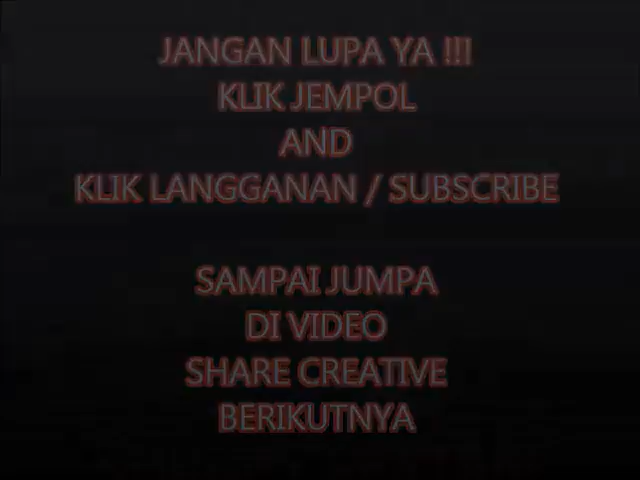 JANGAN LUPA YA !!!
KLIK JEMPOL
AND
KLIK LANGGANAN / SUBSCRIBE
SAMPAI JUMPA
DI VIDEO
SHARE CREATIVE
BERIKUTNYA